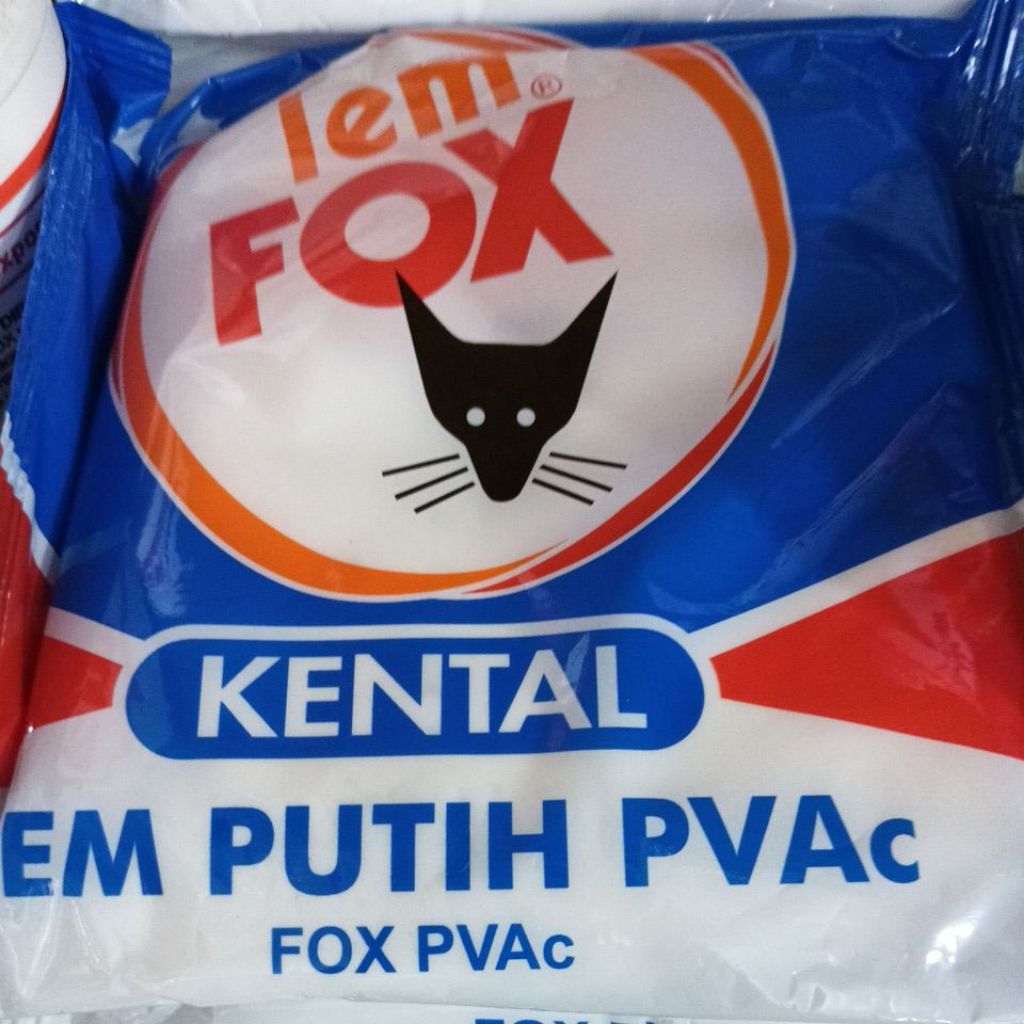 lem®
FOX
KENTAL
EM PUTIH PVAc
FOX PVAc